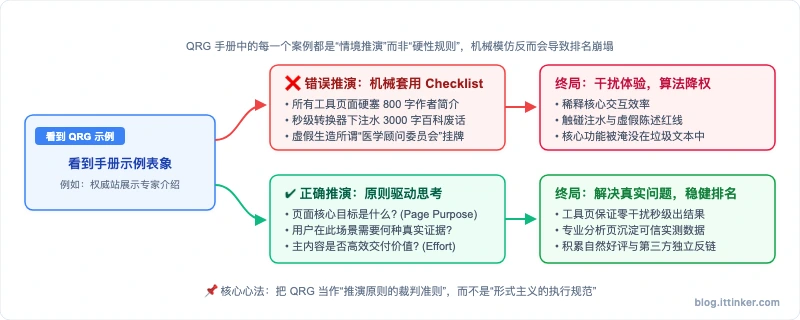 QRG 手册中的每一个案例都是“情境推演”而非“硬性规则”，机械模仿反而会导致排名崩塌
看到 QRG 示例
看到手册示例表象
例如：权威站展示专家介绍
❌ 错误推演：机械套用 Checklist
• 所有工具页面硬塞 800 字作者简介
• 秒级转换器下注水 3000 字百科废话
• 虚假生造所谓“医学顾问委员会”挂牌
终局：干扰体验，算法降权
• 稀释核心交互效率
• 触碰注水与虚假陈述红线
• 核心功能被淹没在垃圾文本中
✔ 正确推演：原则驱动思考
• 页面核心目标是什么? (Page Purpose)
• 用户在此场景需要何种真实证据?
• 主内容是否高效交付价值? (Effort)
终局：解决真实问题，稳健排名
• 工具页保证零干扰秒级出结果
• 专业分析页沉淀可信实测数据
• 积累自然好评与第三方独立反链
📌 核心心法：把 QRG 当作“推演原则的裁判准则”，而不是“形式主义的执行规范”
blog.ittinker.com